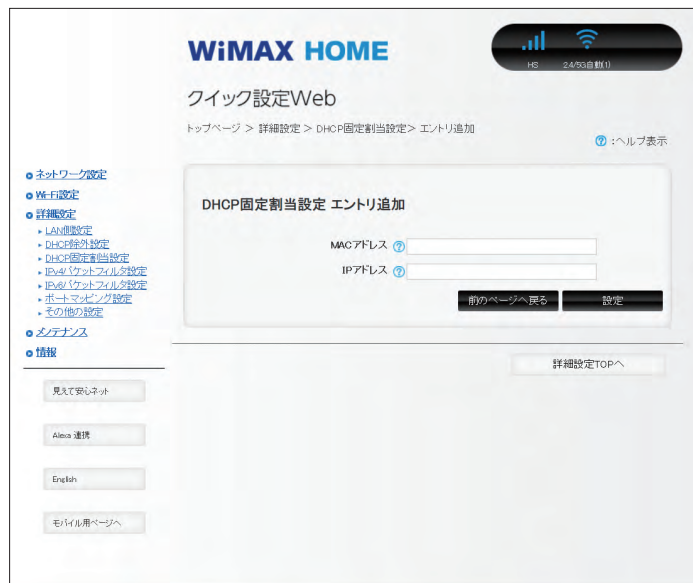 WiMAX HOME
HS 2.4/5G自動(1)
クイック設定Web
トップページ > 詳細設定 > DHCP固定割当設定> エントリ追加
? :ヘルプ表示
ネットワーク設定
Wi-Fi設定
詳細設定
LAN側設定
DHCP除外設定
DHCP固定割当設定
IPv4パケットフィルタ設定
IPv6パケットフィルタ設定
ポートマッピング設定
その他の設定
メンテナンス
情報
見えて安心ネット
Alexa 連携
English
モバイル用ページへ
DHCP固定割当設定 エントリ追加
MACアドレス ?
IPアドレス ?
前のページへ戻る 設定
詳細設定TOPへ